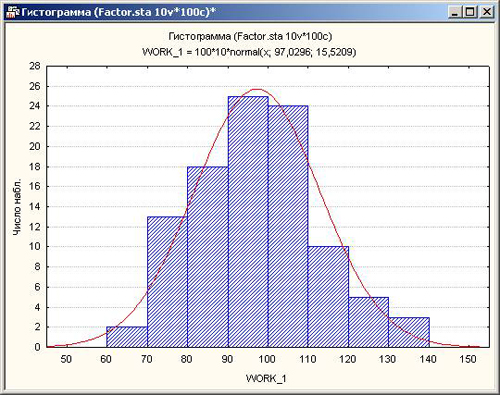 Гистограмма (Factor.sta 10v*100c)*
Гистограмма (Factor.sta 10v*100c)
WORK_1 = 100*10*normal(x; 97,0296; 15,5209)
28
26
24
22
20
18
16
14
12
10
8
6
4
2
0
Число набл.
50 60 70 80 90 100 110 120 130 140 150
WORK_1